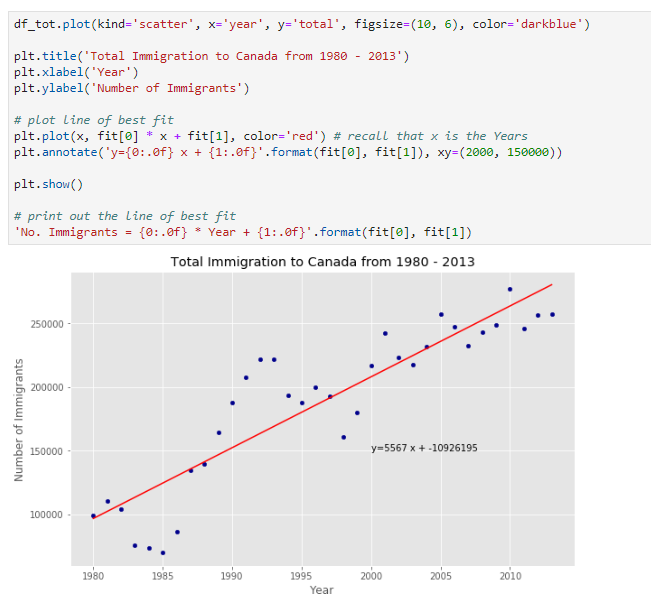 df_tot.plot(kind='scatter', x='year', y='total', figsize=(10, 6), color='darkblue')
plt.title('Total Immigration to Canada from 1980 - 2013')
plt.xlabel('Year')
plt.ylabel('Number of Immigrants')
# plot line of best fit
plt.plot(x, fit[0] * x + fit[1], color='red') # recall that x is the Years
plt.annotate('y={0:.0f} x + {1:.0f}'.format(fit[0], fit[1]), xy=(2000, 150000))
plt.show()
# print out the line of best fit
'No. Immigrants = {0:.0f} * Year + {1:.0f}'.format(fit[0], fit[1])
Total Immigration to Canada from 1980 - 2013
250000
200000
150000
100000
Number of Immigrants
y=5567 x + -10926195
1980 1985 1990 1995 2000 2005 2010
Year